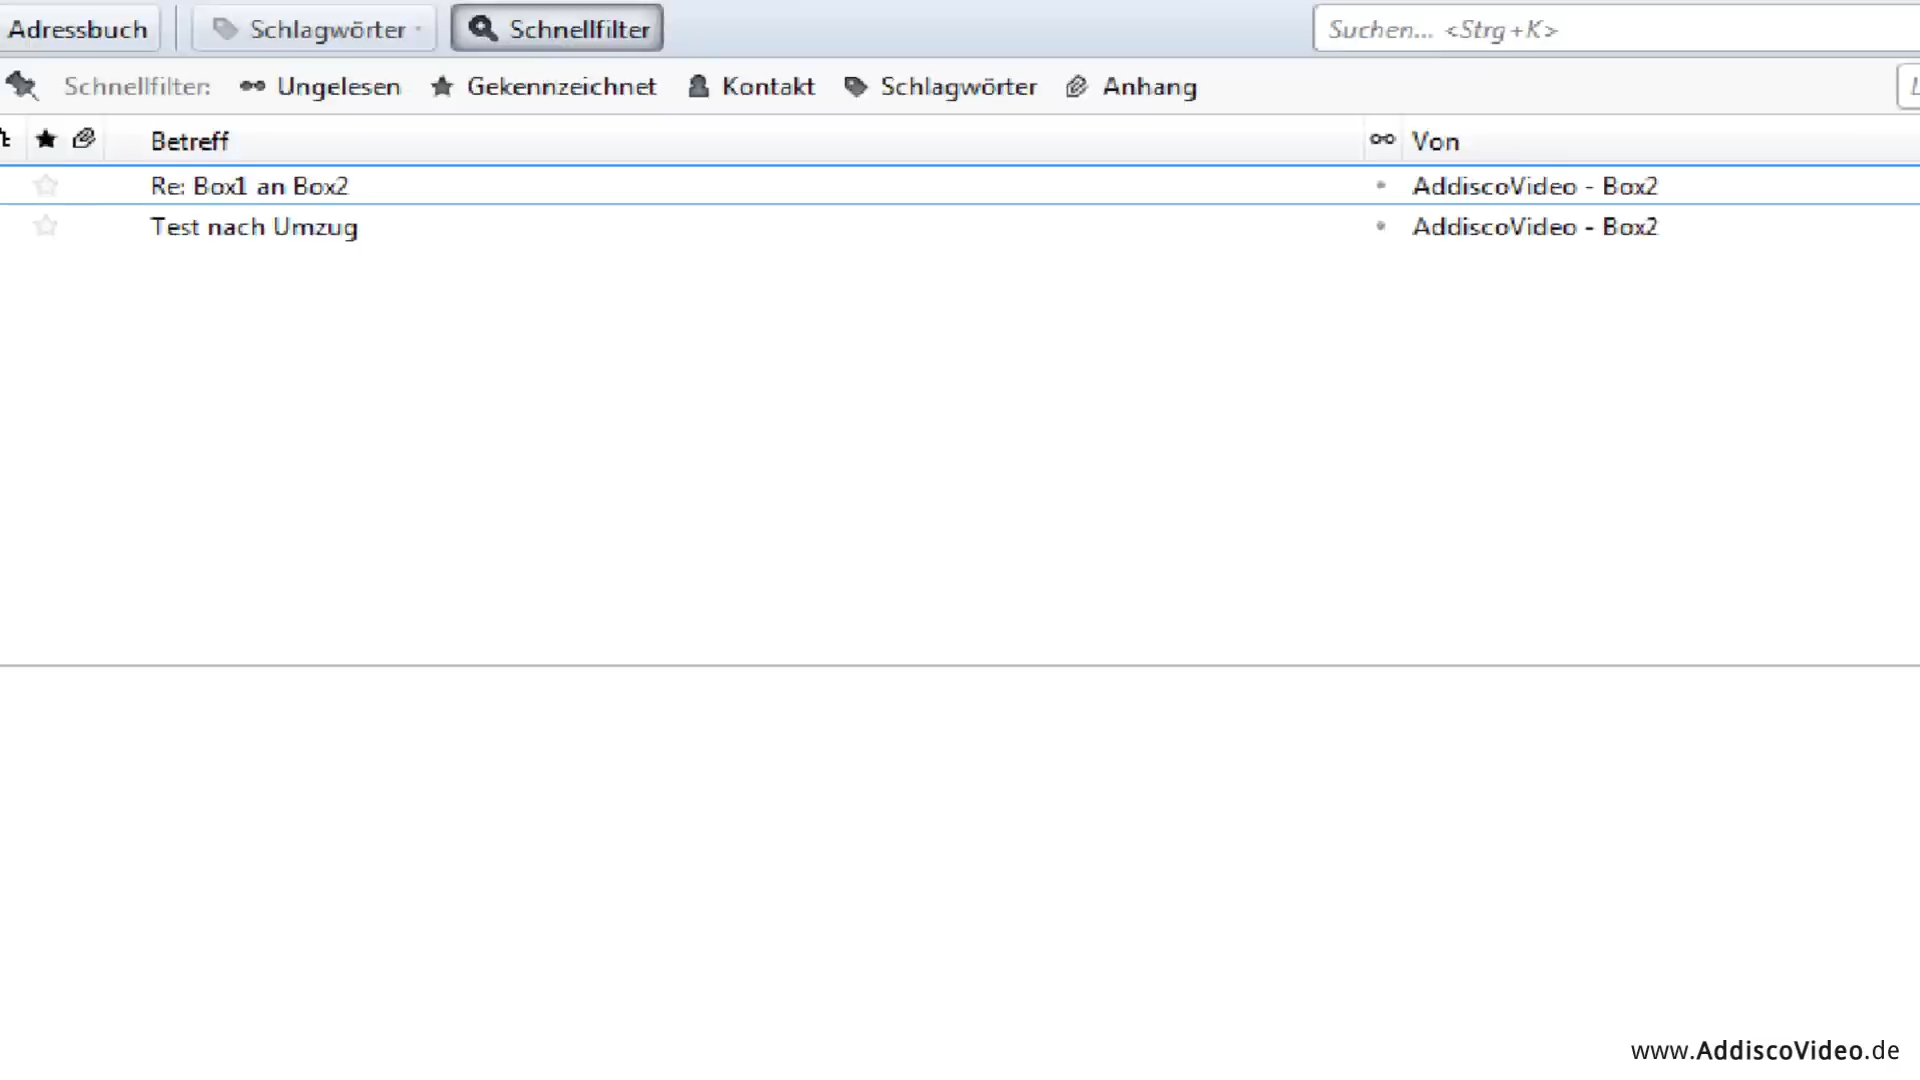 Adressbuch Schlagwörter Schnellfilter Suchen... <Strg+K>
Schnellfilter: Ungelesen Gekennzeichnet Kontakt Schlagwörter Anhang
Betreff Von
Re: Box1 an Box2 AddiscoVideo - Box2
Test nach Umzug AddiscoVideo - Box2
www.AddiscoVideo.de